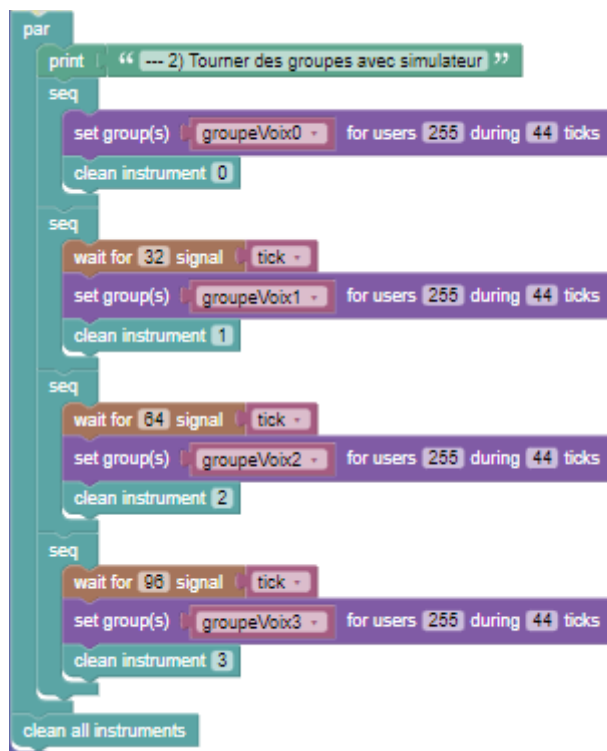 par
print “ --- 2) Tourner des groupes avec simulateur ”
seq
set group(s) groupeVoix0 for users 255 during 44 ticks
clean instrument 0
seq
wait for 32 signal tick
set group(s) groupeVoix1 for users 255 during 44 ticks
clean instrument 1
seq
wait for 64 signal tick
set group(s) groupeVoix2 for users 255 during 44 ticks
clean instrument 2
seq
wait for 96 signal tick
set group(s) groupeVoix3 for users 255 during 44 ticks
clean instrument 3
clean all instruments